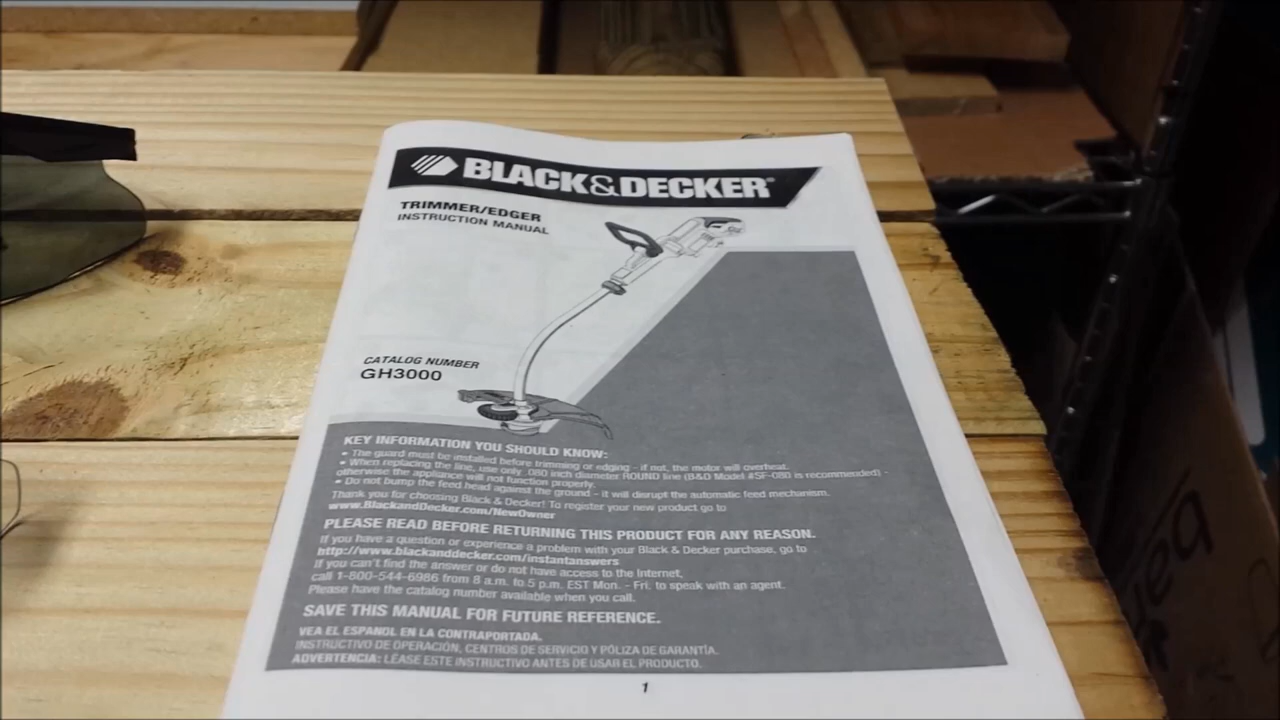 BLACK&DECKER®
TRIMMER/EDGER
INSTRUCTION MANUAL
CATALOG NUMBER
GH3000
KEY INFORMATION YOU SHOULD KNOW:
• The guard must be installed before trimming or edging - if nut, the motor will overheat.
• When replacing the line, use only .080 inch diameter ROUND line (B&D Model #SF-080 is recommended) -
otherwise the appliance will not function properly.
• Do not bump the feed head against the ground - it will disrupt the automatic feed mechanism.
Thank you for choosing Black & Decker! To register your new product go to
www.BlackandDecker.com/NewOwner
PLEASE READ BEFORE RETURNING THIS PRODUCT FOR ANY REASON.
If you have a question or experience a problem with your Black & Decker purchase, go to
http://www.blackanddecker.com/instantanswers
If you can't find the answer or do not have access to the Internet,
call 1-800-544-6986 from 8 a.m. to 5 p.m. EST Mon. - Fri. to speak with an agent.
Please have the catalog number available when you call.
SAVE THIS MANUAL FOR FUTURE REFERENCE.
VEA EL ESPANOL EN LA CONTRAPORTADA.
INSTRUCTIVO DE OPERACIÓN, CENTROS DE SERVICIO Y PÓLIZA DE GARANTÍA.
ADVERTENCIA: LÉASE ESTE INSTRUCTIVO ANTES DE USAR EL PRODUCTO.
1